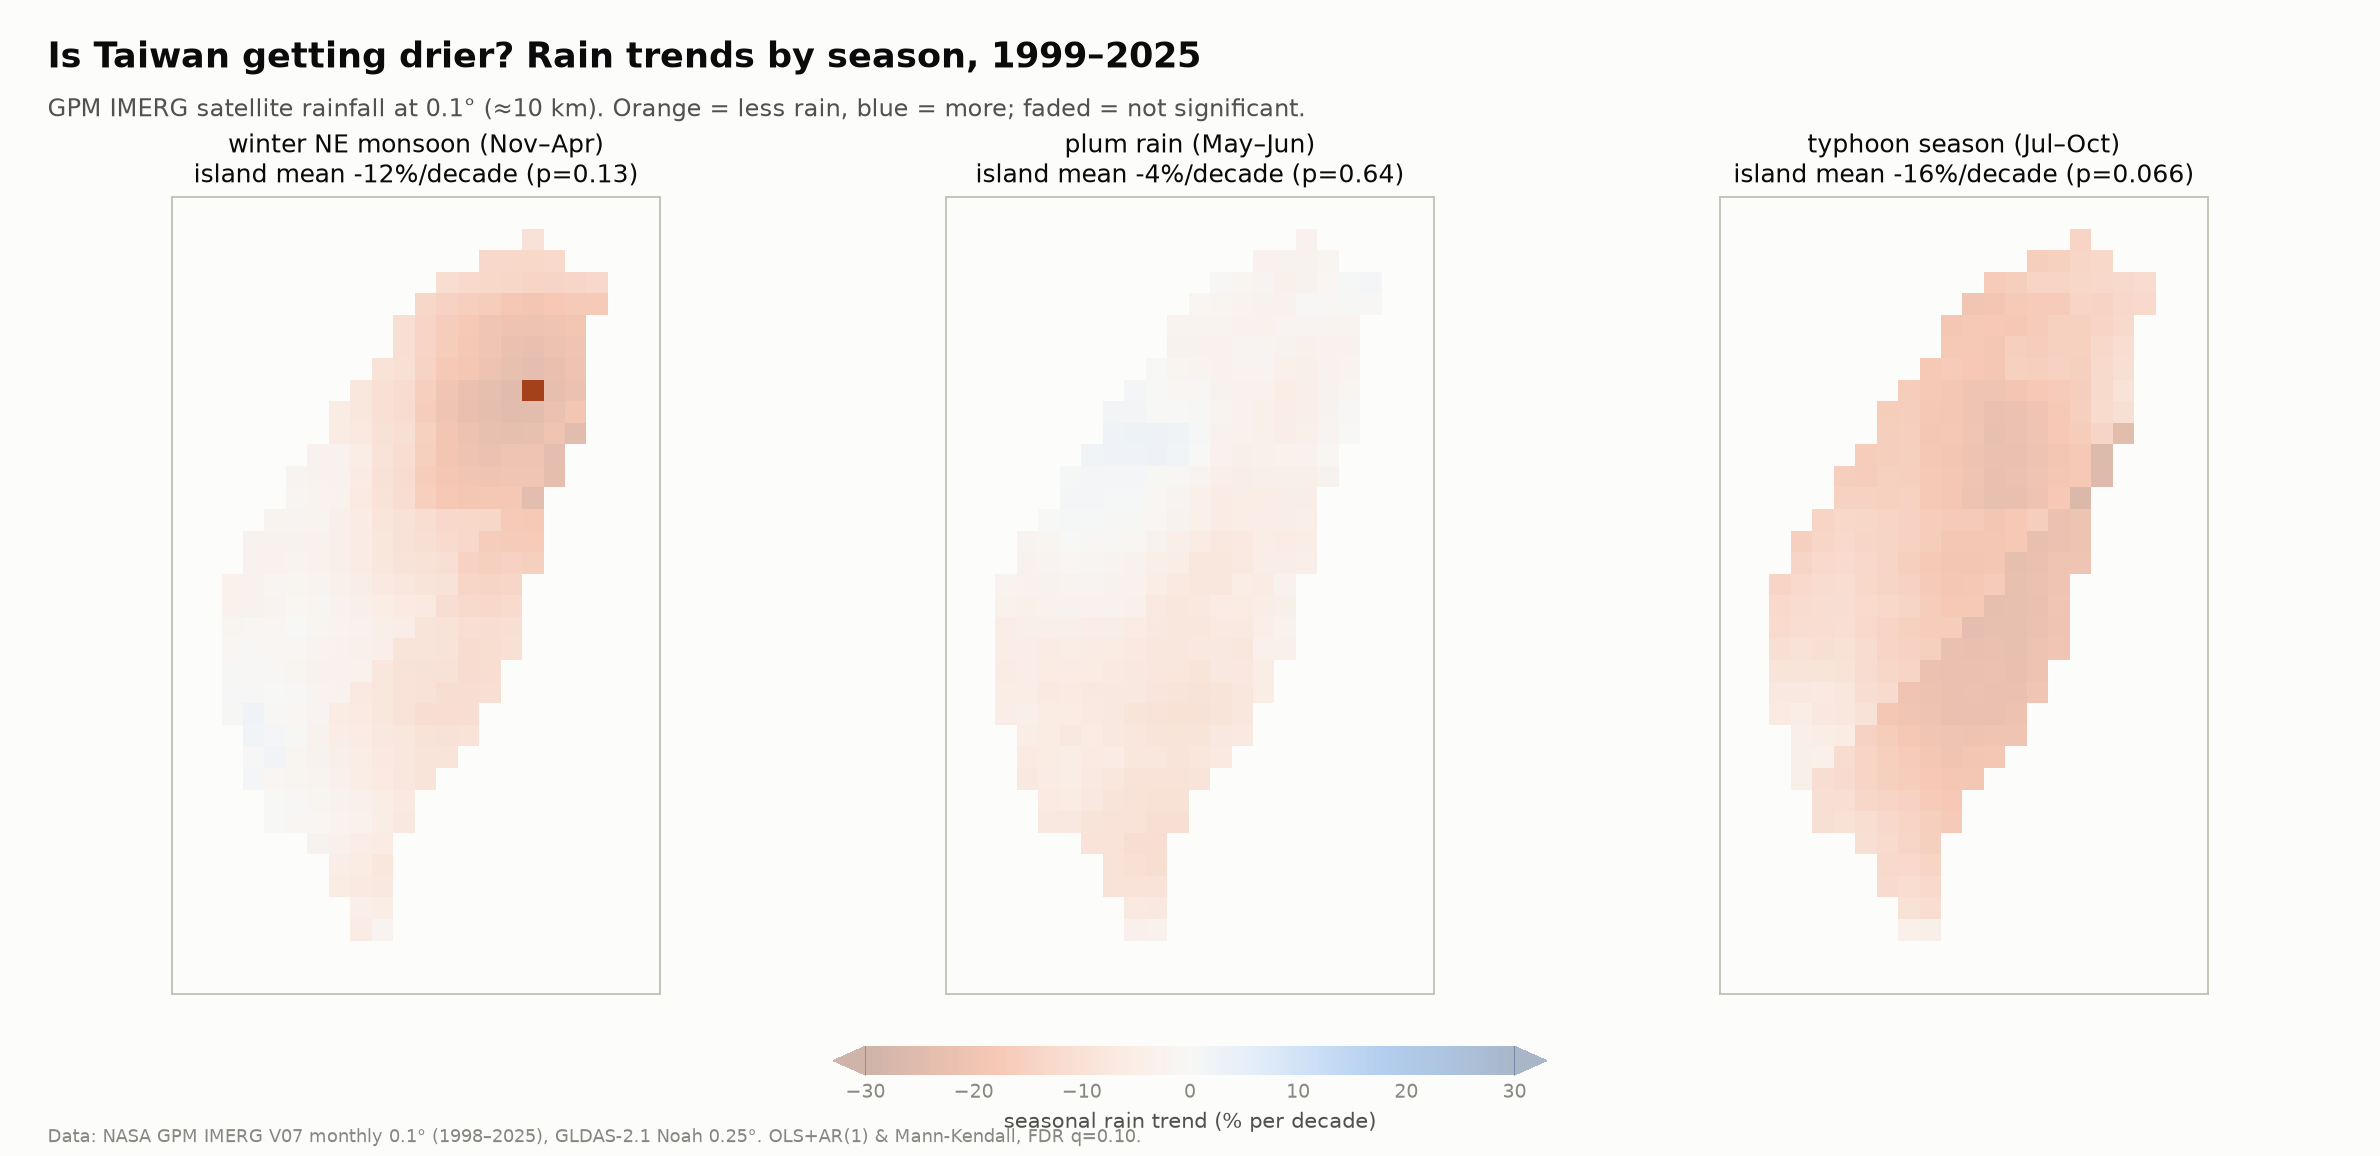 Is Taiwan getting drier? Rain trends by season, 1999–2025
GPM IMERG satellite rainfall at 0.1° (≈10 km). Orange = less rain, blue = more; faded = not significant.
winter NE monsoon (Nov–Apr)
island mean -12%/decade (p=0.13)
plum rain (May–Jun)
island mean -4%/decade (p=0.64)
typhoon season (Jul–Oct)
island mean -16%/decade (p=0.066)
−30 −20 −10 0 10 20 30
seasonal rain trend (% per decade)
Data: NASA GPM IMERG V07 monthly 0.1° (1998–2025), GLDAS-2.1 Noah 0.25°. OLS+AR(1) & Mann-Kendall, FDR q=0.10.